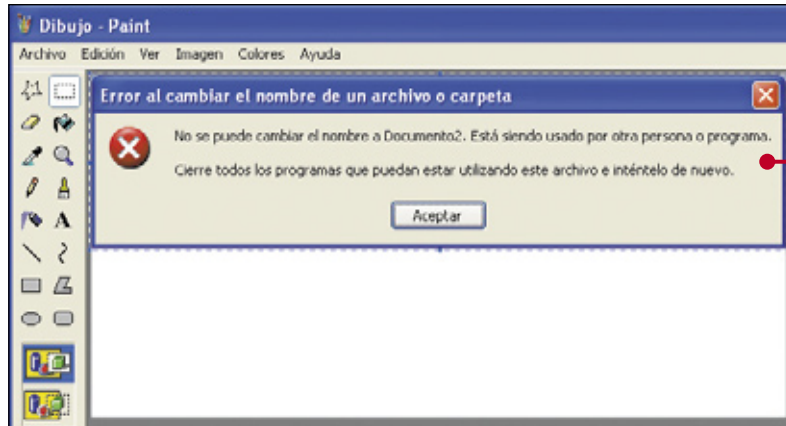 Dibujo - Paint
Archivo Edición Ver Imagen Colores Ayuda
Error al cambiar el nombre de un archivo o carpeta
No se puede cambiar el nombre a Documento2. Está siendo usado por otra persona o programa.
Cierre todos los programas que puedan estar utilizando este archivo e inténtelo de nuevo.
Aceptar
A